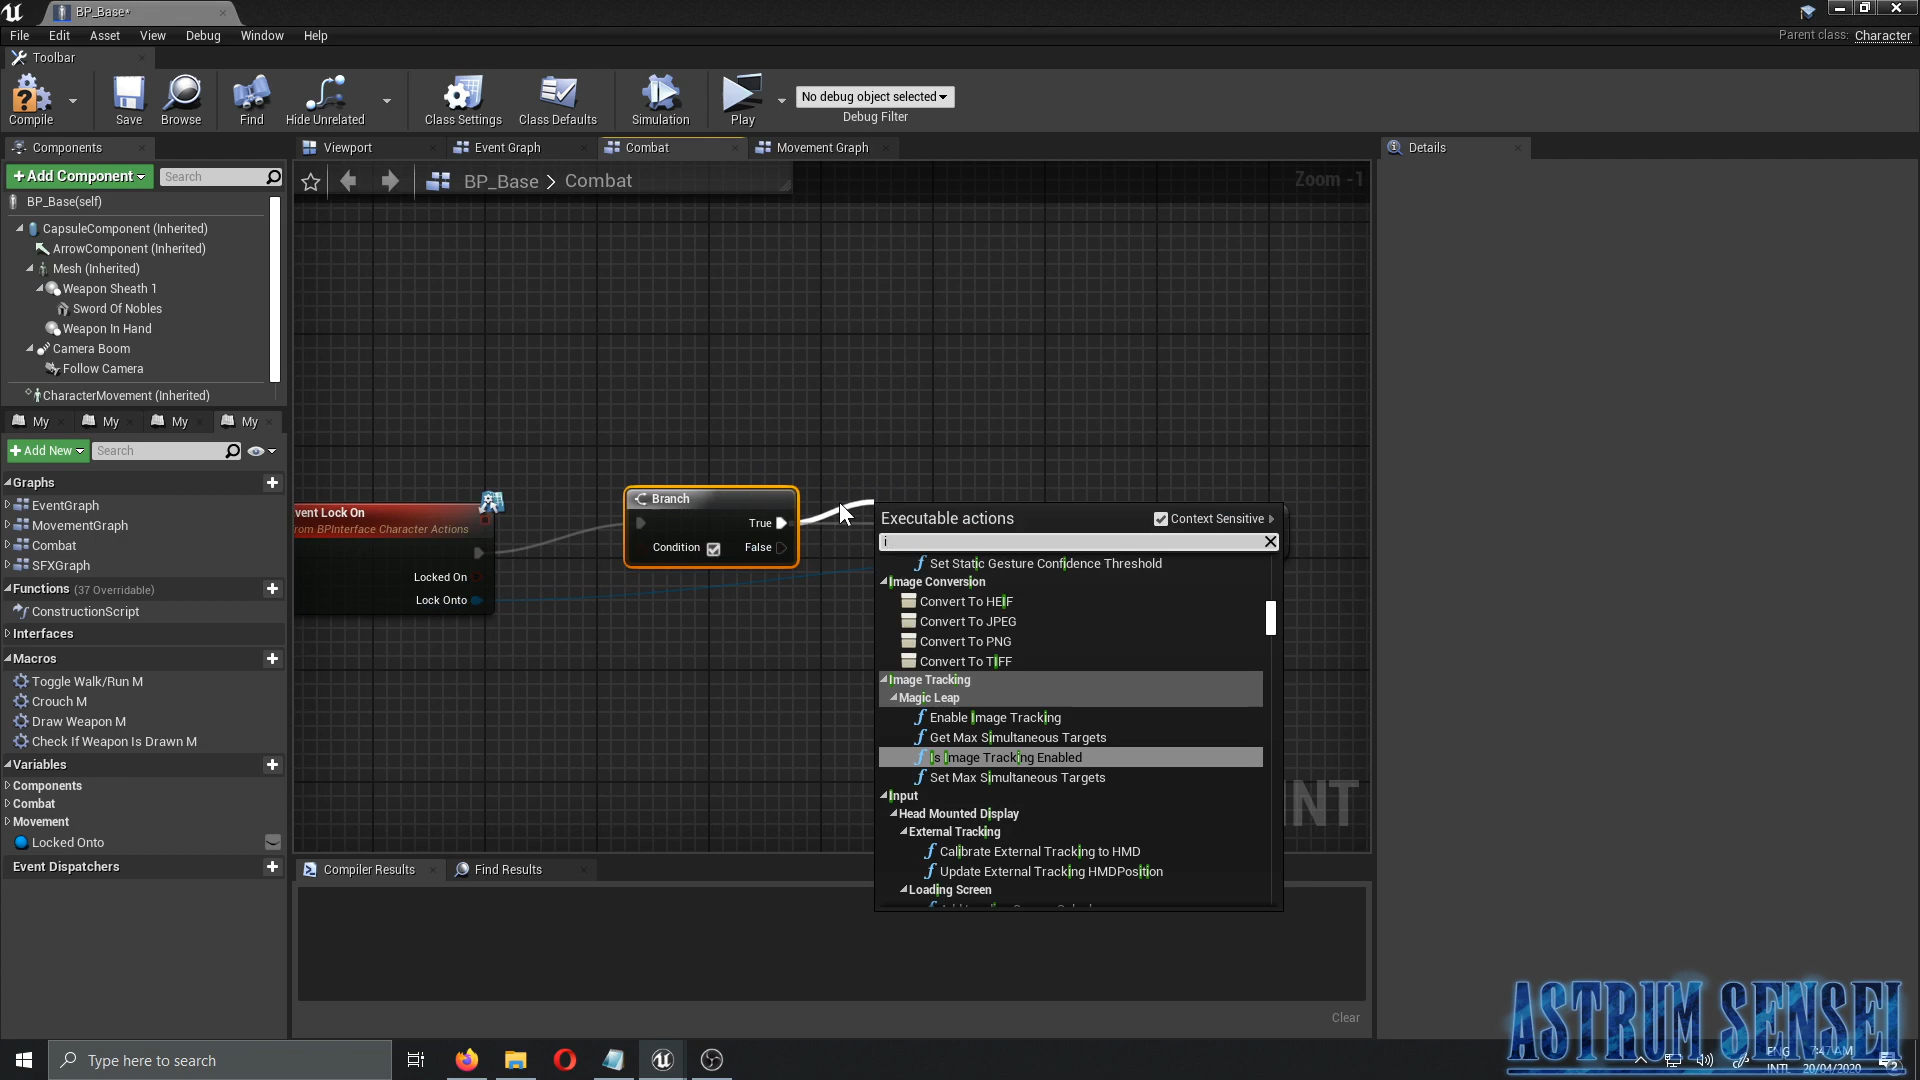 BP_Base*
File Edit Asset View Debug Window Help
Parent class: Character
Toolbar
Compile Save Browse Find Hide Unrelated Class Settings Class Defaults Simulation Play
No debug object selected
Debug Filter
Components
Viewport Event Graph Combat Movement Graph Details
+Add Component Search
BP_Base > Combat
Zoom -1
BP_Base(self)
CapsuleComponent (Inherited)
ArrowComponent (Inherited)
Mesh (Inherited)
Weapon Sheath 1
Sword Of Nobles
Weapon In Hand
Camera Boom
Follow Camera
CharacterMovement (Inherited)
My My My My
+Add New Search
Graphs
EventGraph
MovementGraph
Combat
SFXGraph
Functions (37 Overridable)
ConstructionScript
Interfaces
Macros
Toggle Walk/Run M
Crouch M
Draw Weapon M
Check If Weapon Is Drawn M
Variables
Components
Combat
Movement
Locked Onto
Event Dispatchers
vent Lock On
rom BPInterface Character Actions
Locked On
Lock Onto
Branch
True
Condition False
Executable actions Context Sensitive
i
Set Static Gesture Confidence Threshold
Image Conversion
Convert To HEIF
Convert To JPEG
Convert To PNG
Convert To TIFF
Image Tracking
Magic Leap
Enable Image Tracking
Get Max Simultaneous Targets
Is Image Tracking Enabled
Set Max Simultaneous Targets
Input
Head Mounted Display
External Tracking
Calibrate External Tracking to HMD
Update External Tracking HMDPosition
Loading Screen
INT
Compiler Results Find Results
Clear
ASTRUM SENSEI
Type here to search
ENG 7:47 AM
INTL 20/04/2020
2